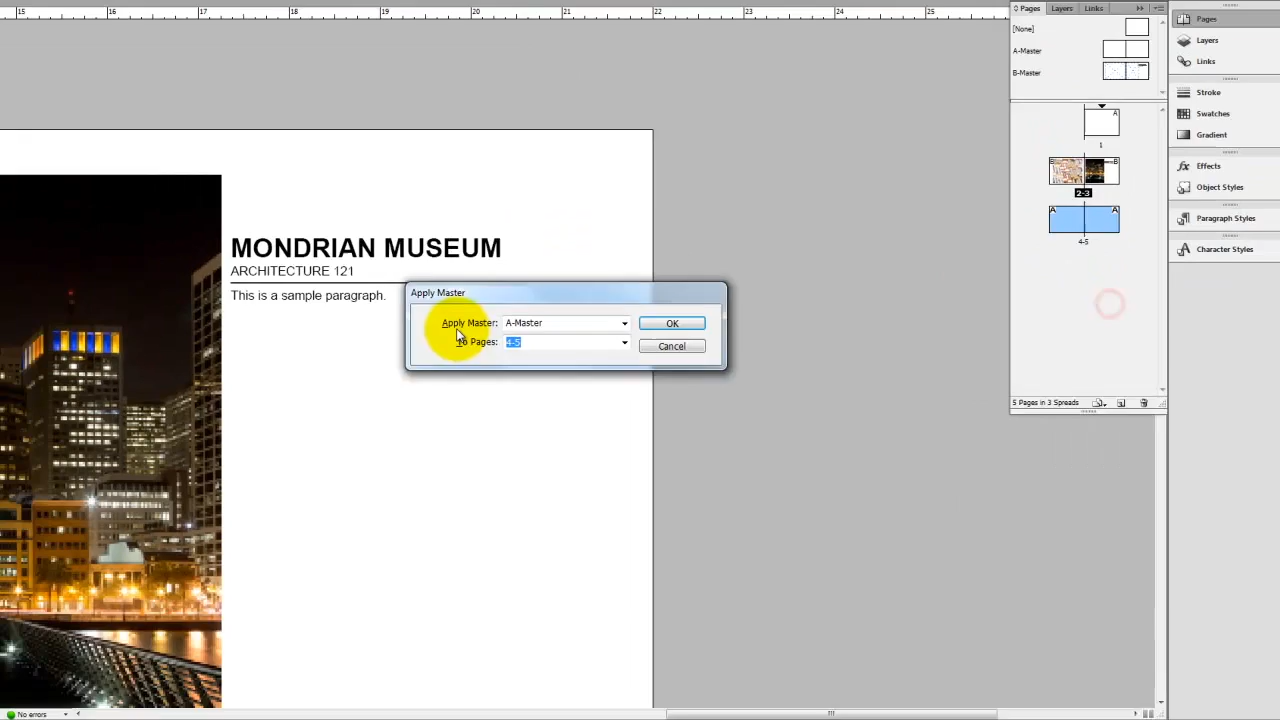 15 16 17 18 19 20 21 22 23 24 25
Pages Layers Links
[None]
A-Master
B-Master
A
1
B B
2-3
A A
4-5
5 Pages in 3 Spreads
Pages
Layers
Links
Stroke
Swatches
Gradient
Effects
Object Styles
Paragraph Styles
Character Styles
MONDRIAN MUSEUM
ARCHITECTURE 121
This is a sample paragraph.
Apply Master
Apply Master: A-Master OK
To Pages: 4-5 Cancel
No errors